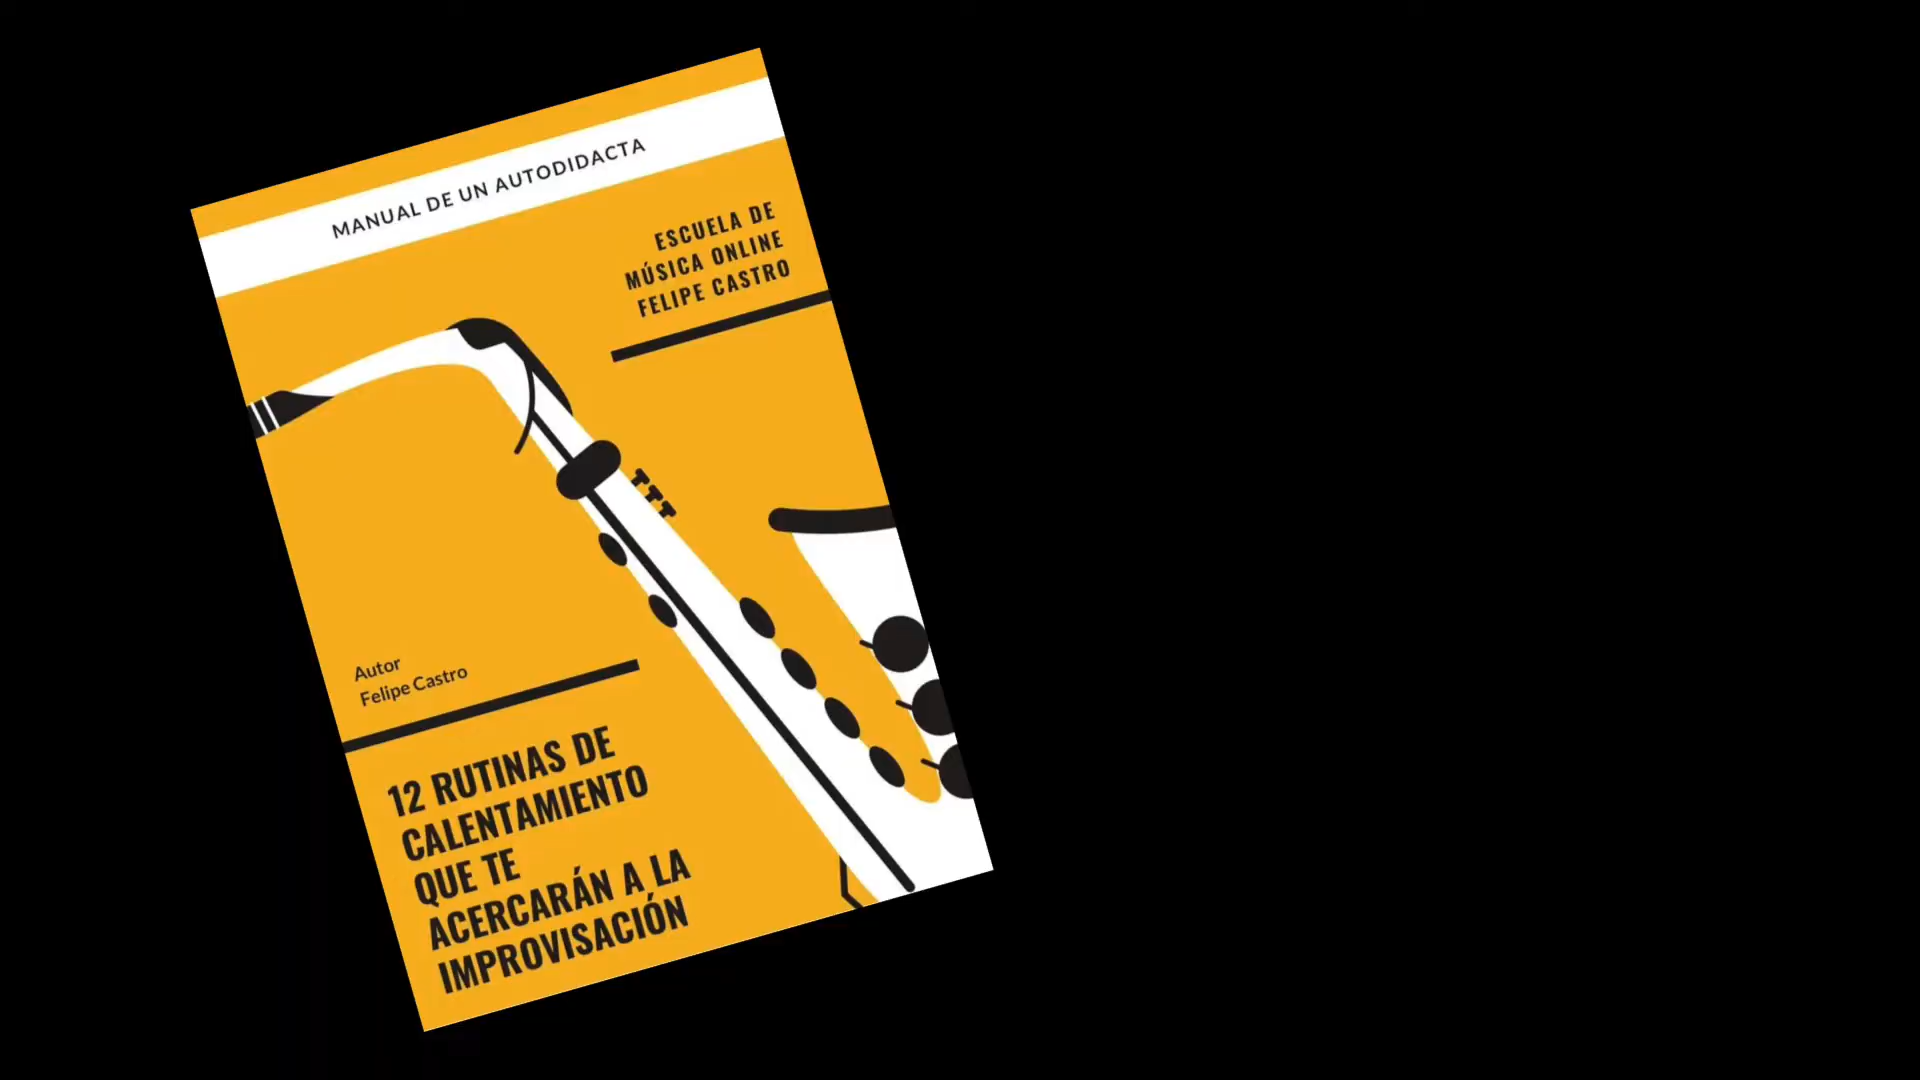 MANUAL DE UN AUTODIDACTA
ESCUELA DE
MÚSICA ONLINE
FELIPE CASTRO
Autor
Felipe Castro
12 RUTINAS DE
CALENTAMIENTO
QUE TE
ACERCARÁN A LA
IMPROVISACIÓN